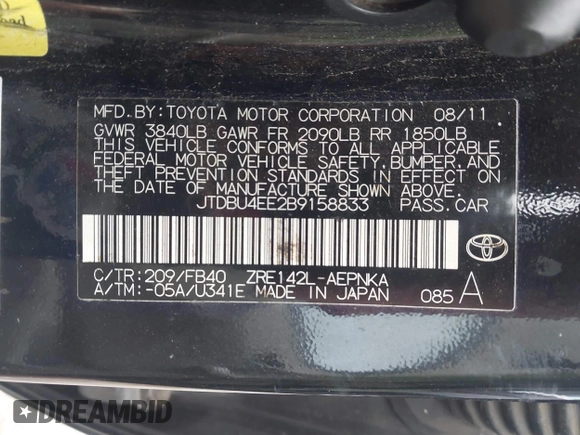 MFD. BY: TOYOTA MOTOR CORPORATION 08/11
GVWR 3840LB GAWR FR 2090LB RR 1850LB
THIS VEHICLE CONFORMS TO ALL APPLICABLE
FEDERAL MOTOR VEHICLE SAFETY, BUMPER, AND
THEFT PREVENTION STANDARDS IN EFFECT ON
THE DATE OF MANUFACTURE SHOWN ABOVE.
JTDBU4EE2B9158833 PASS. CAR
C/TR: 209/FB40 ZRE142L-AEPNKA
A/TM: -05A/U341E MADE IN JAPAN 085 A
DREAMBID